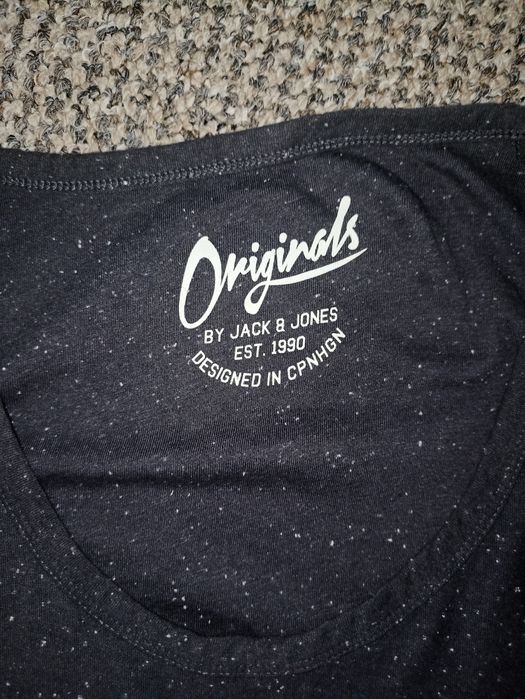 Originals
BY JACK & JONES
EST. 1990
DESIGNED IN CPNHGN